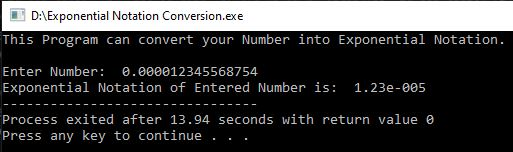 D:\Exponential Notation Conversion.exe
This Program can convert your Number into Exponential Notation.
Enter Number:  0.000012345568754
Exponential Notation of Entered Number is:  1.23e-005
--------------------------------
Process exited after 13.94 seconds with return value 0
Press any key to continue . . .